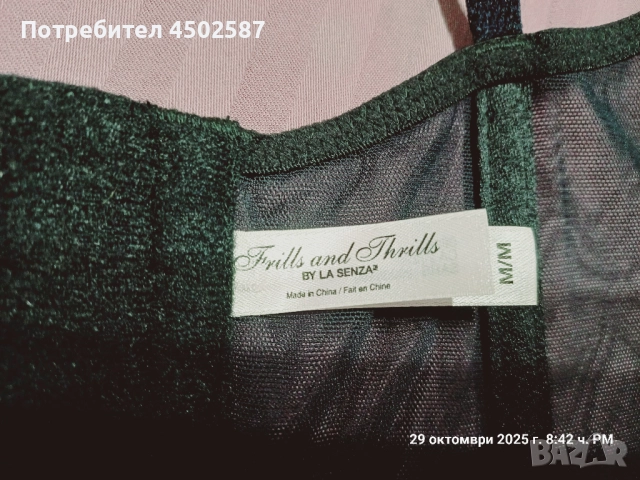 Потребител 4502587
Frills and Thrills
BY LA SENZA
Made in China / Fait en Chine
M/M
29 октомври 2025 г. 8:42 ч. PM
BAZAR